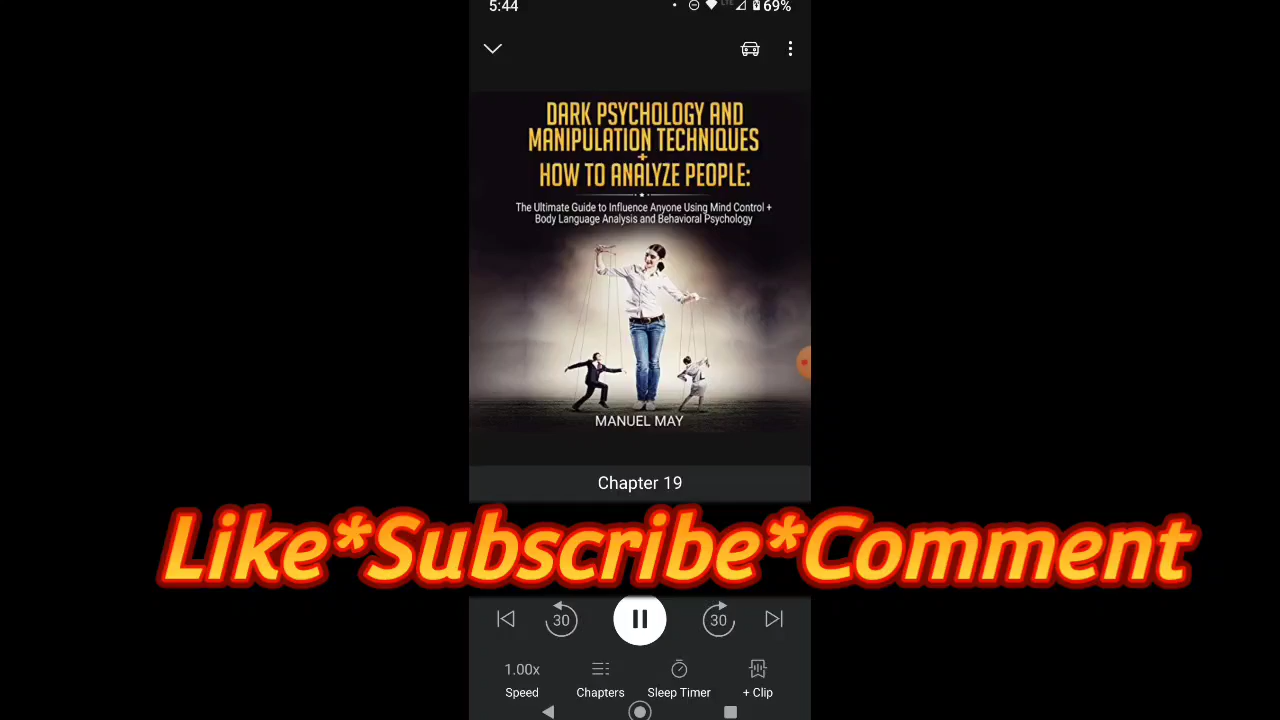 5:44
LTE
69%
DARK PSYCHOLOGY AND
MANIPULATION TECHNIQUES
+
HOW TO ANALYZE PEOPLE:
The Ultimate Guide to Influence Anyone Using Mind Control +
Body Language Analysis and Behavioral Psychology
MANUEL MAY
Chapter 19
Like*Subscribe*Comment
30
30
1.00x
Speed
Chapters
Sleep Timer
+ Clip